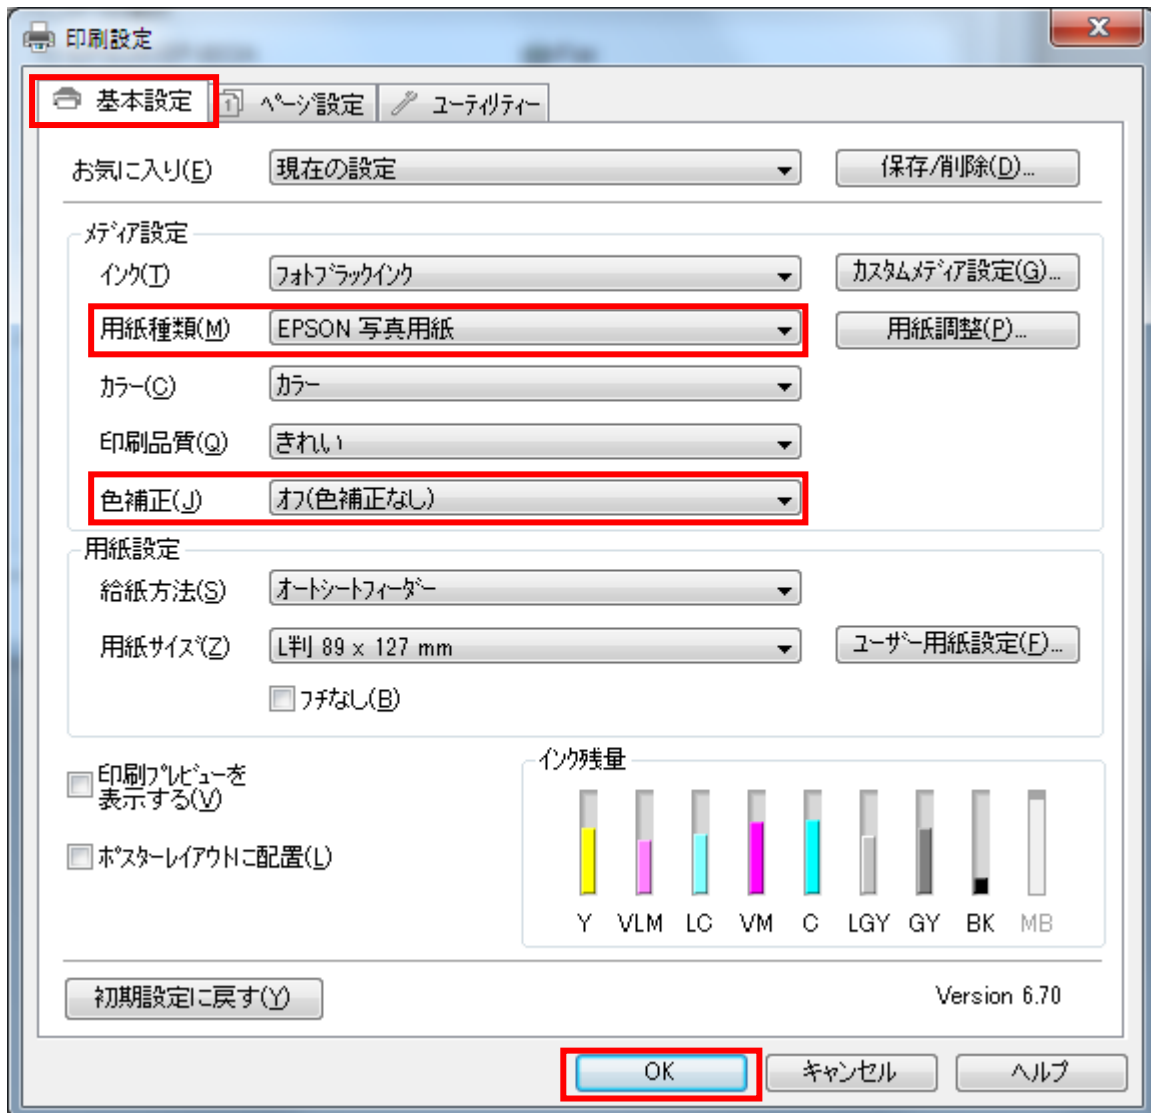 印刷設定
基本設定
ページ設定
ユーティリティー
お気に入り(E) 現在の設定 保存/削除(D)...
メディア設定
インク(T) フォトブラックインク カスタムメディア設定(G)...
用紙種類(M) EPSON 写真用紙 用紙調整(P)...
カラー(C) カラー
印刷品質(Q) きれい
色補正(J) オフ(色補正なし)
用紙設定
給紙方法(S) オートシートフィーダー
用紙サイズ(Z) L判 89 x 127 mm ユーザー用紙設定(F)...
フチなし(B)
印刷プレビューを
表示する(V)
ポスターレイアウトに配置(L)
インク残量
Y VLM LC VM C LGY GY BK MB
初期設定に戻す(Y) Version 6.70
OK キャンセル ヘルプ